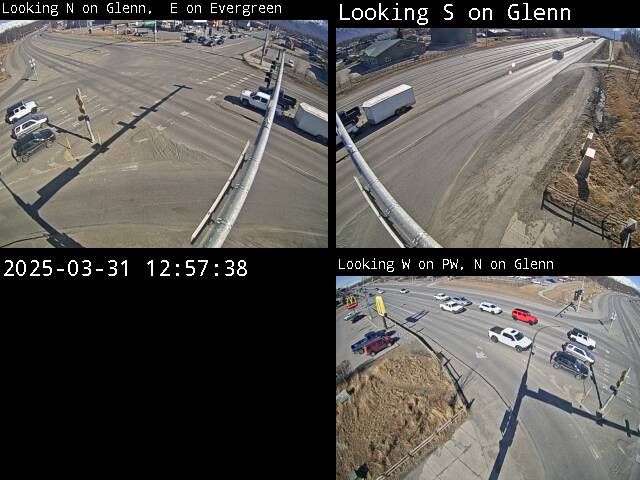 Looking N on Glenn,  E on Evergreen
Looking S on Glenn
2025-03-31 12:57:38
Looking W on PW, N on Glenn